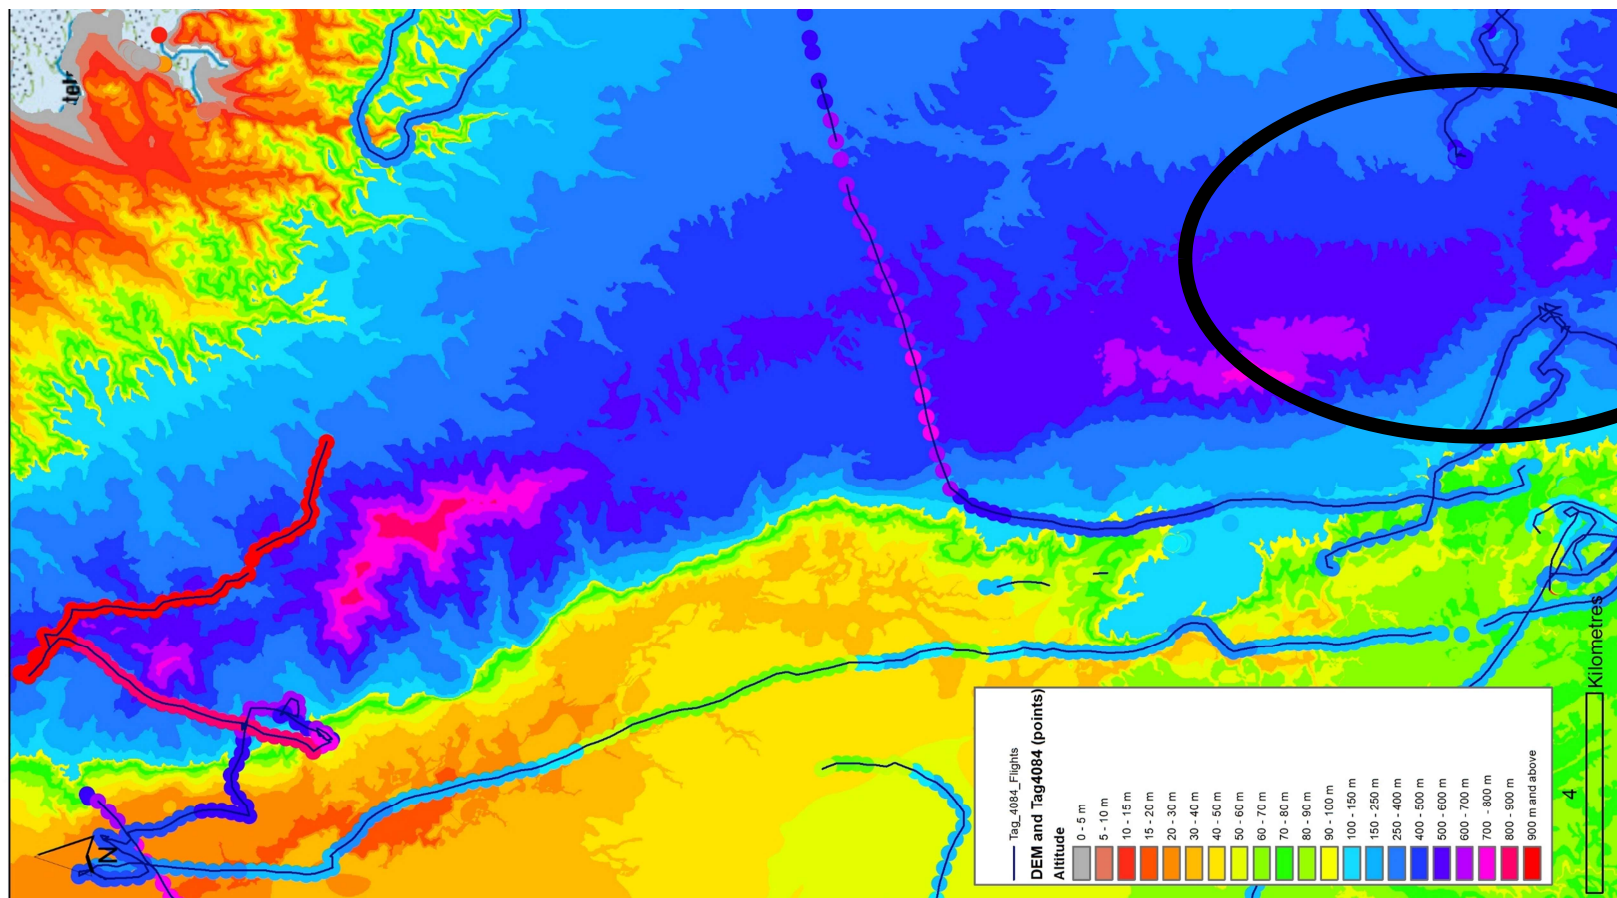 N
Tag_4084_Flights
DEM and Tag4084 (points)
Altitude
0 - 5 m
5 - 10 m
10 - 15 m
15 - 20 m
20 - 30 m
30 - 40 m
40 - 50 m
50 - 60 m
60 - 70 m
70 - 80 m
80 - 90 m
90 - 100 m
100 - 150 m
150 - 250 m
250 - 400 m
400 - 500 m
500 - 600 m
600 - 700 m
700 - 800 m
800 - 900 m
900 m and above
4
Kilometres